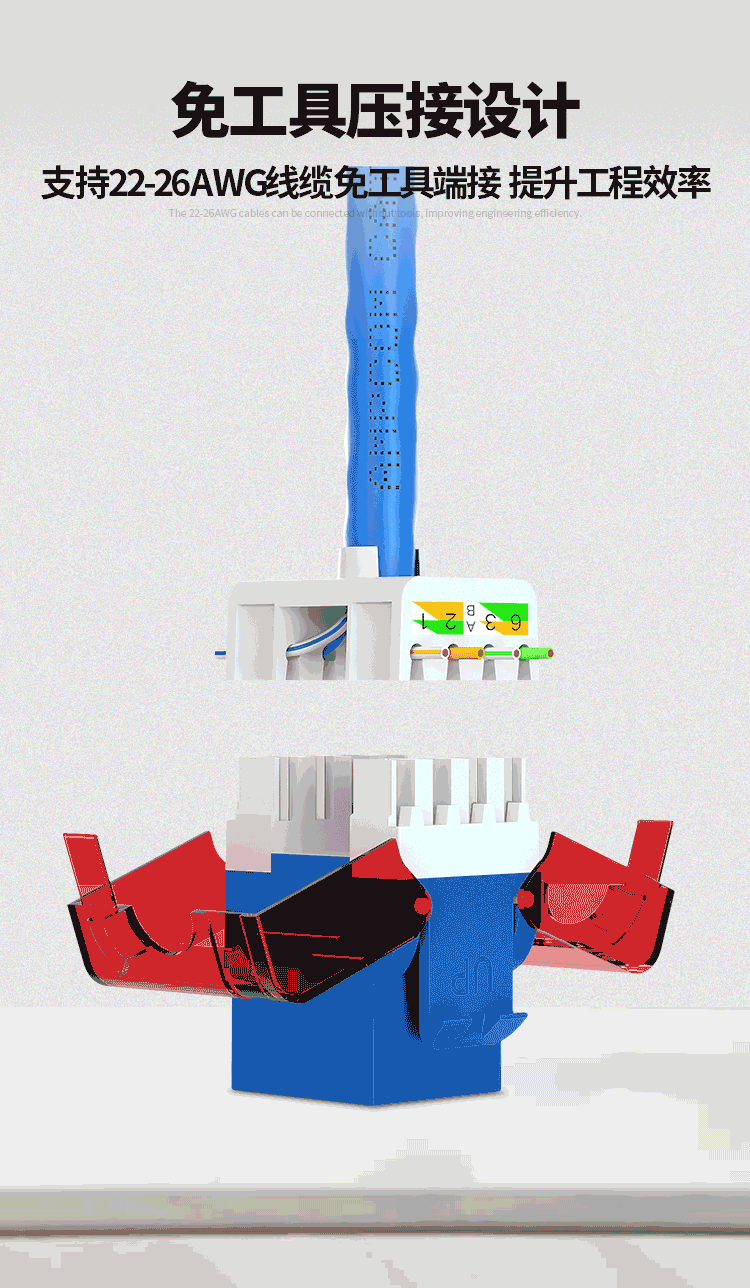 免工具压接设计
支持22-26AWG线缆免工具端接 提升工程效率
The 22-26AWG cables can be connected without tools, improving engineering efficiency.
1 2 A B 3 6
UP